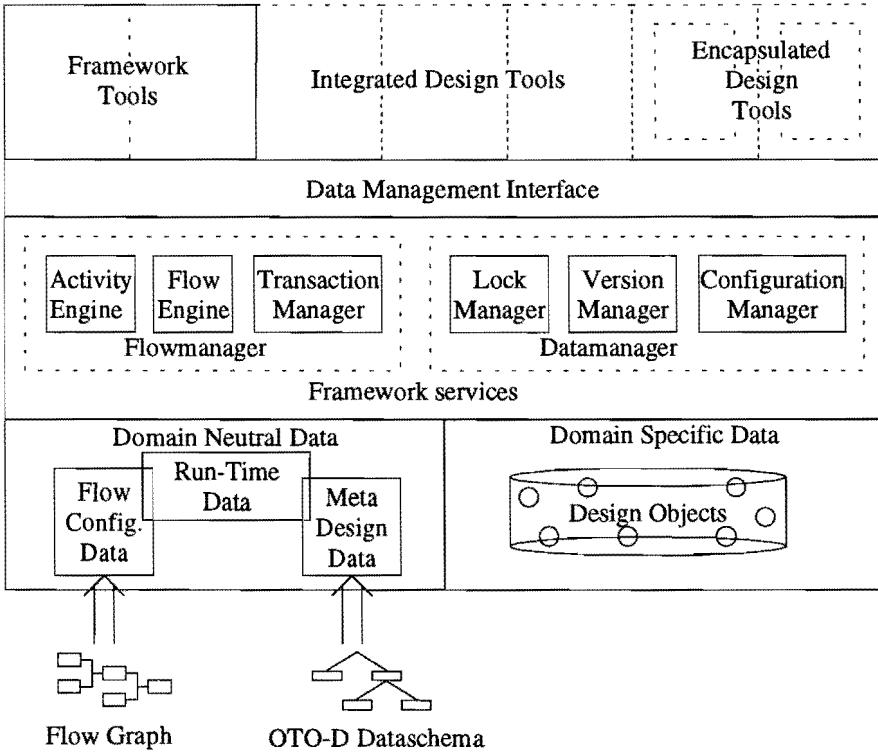 Framework
Tools
Integrated Design Tools
Encapsulated
Design
Tools
Data Management Interface
Activity
Engine
Flow
Engine
Transaction
Manager
Flowmanager
Lock
Manager
Version
Manager
Configuration
Manager
Datamanager
Framework services
Domain Neutral Data
Flow
Config.
Data
Run-Time
Data
Meta
Design
Data
Domain Specific Data
Design Objects
Flow Graph
OTO-D Dataschema